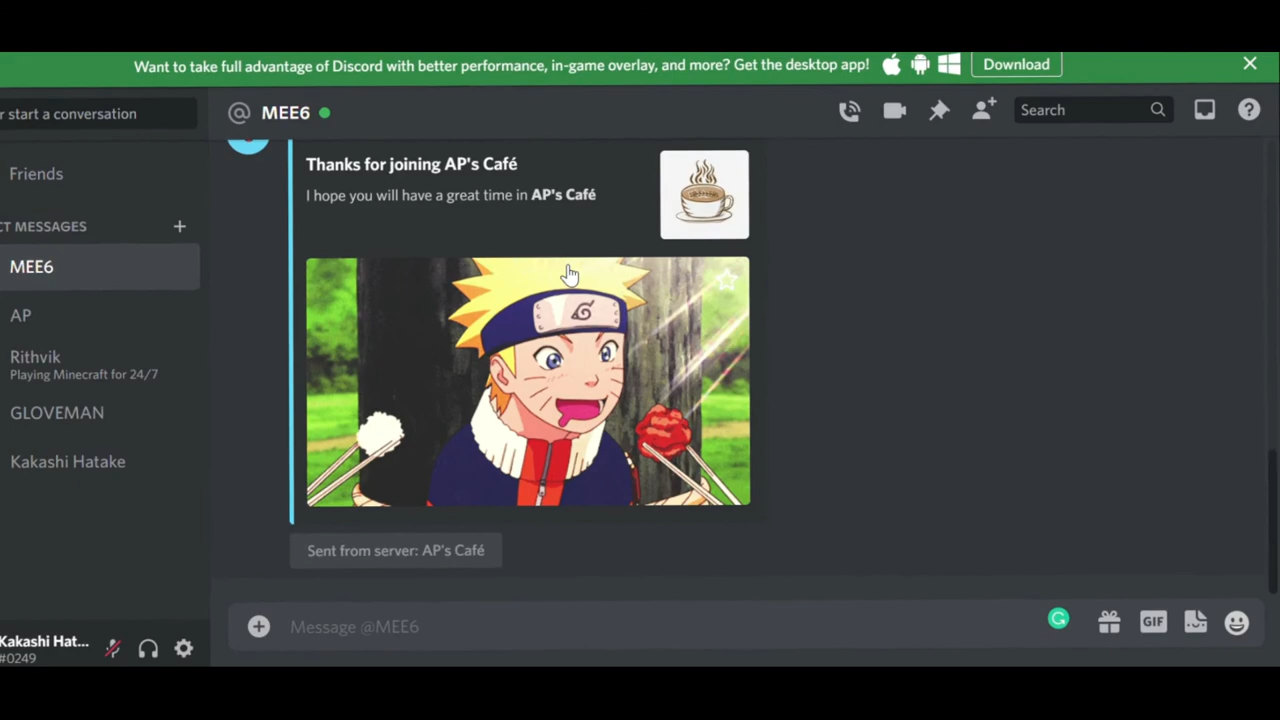 Want to take full advantage of Discord with better performance, in-game overlay, and more? Get the desktop app!
Download
r start a conversation
@ MEE6
Search
Friends
CT MESSAGES
MEE6
AP
Rithvik
Playing Minecraft for 24/7
GLOVEMAN
Kakashi Hatake
Thanks for joining AP's Café
I hope you will have a great time in AP's Café
Sent from server: AP's Café
Message @MEE6
GIF
Kakashi Hat...
#0249